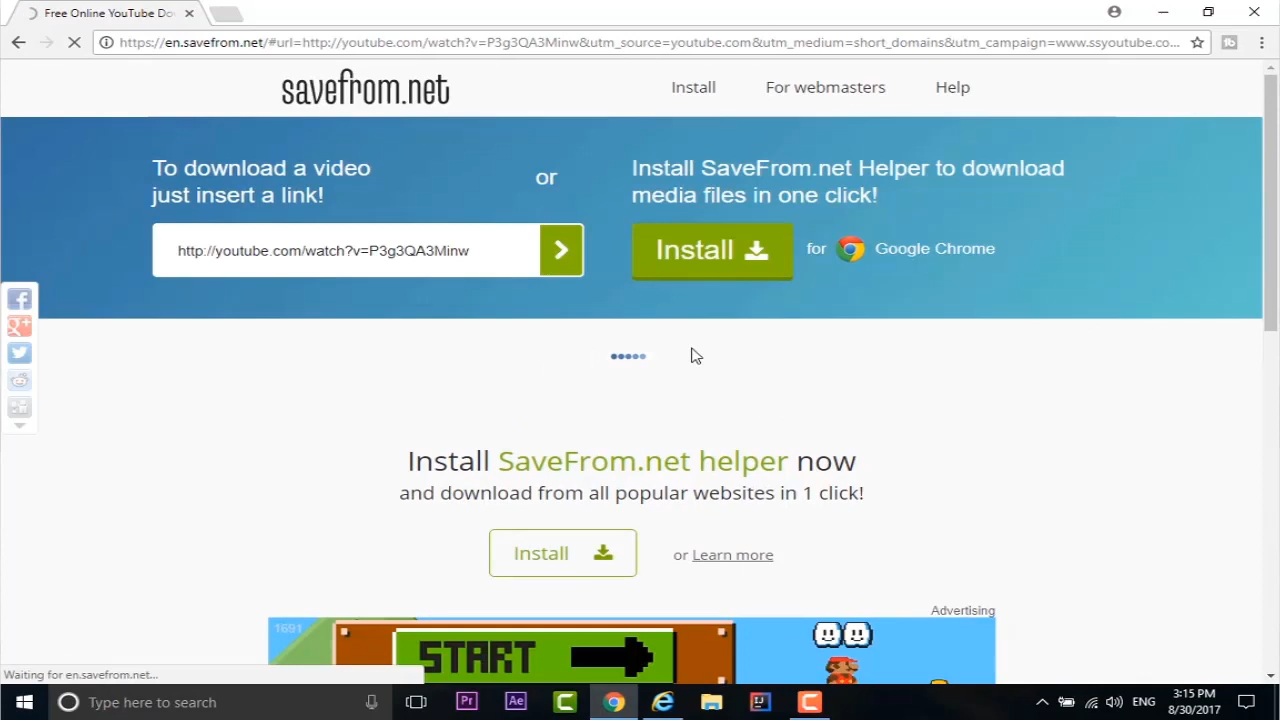 Free Online YouTube Do
https://en.savefrom.net/#url=http://youtube.com/watch?v=P3g3QA3Minw&utm_source=youtube.com&utm_medium=short_domains&utm_campaign=www.ssyoutube.co...
savefrom.net
Install
For webmasters
Help
To download a video
just insert a link!
or
Install SaveFrom.net Helper to download
media files in one click!
http://youtube.com/watch?v=P3g3QA3Minw
Install
for
Google Chrome
Install SaveFrom.net helper now
and download from all popular websites in 1 click!
Install
or Learn more
Advertising
1691
START
Waiting for en.savefrom.net...
Type here to search
Pr
Ae
ENG
3:15 PM
8/30/2017